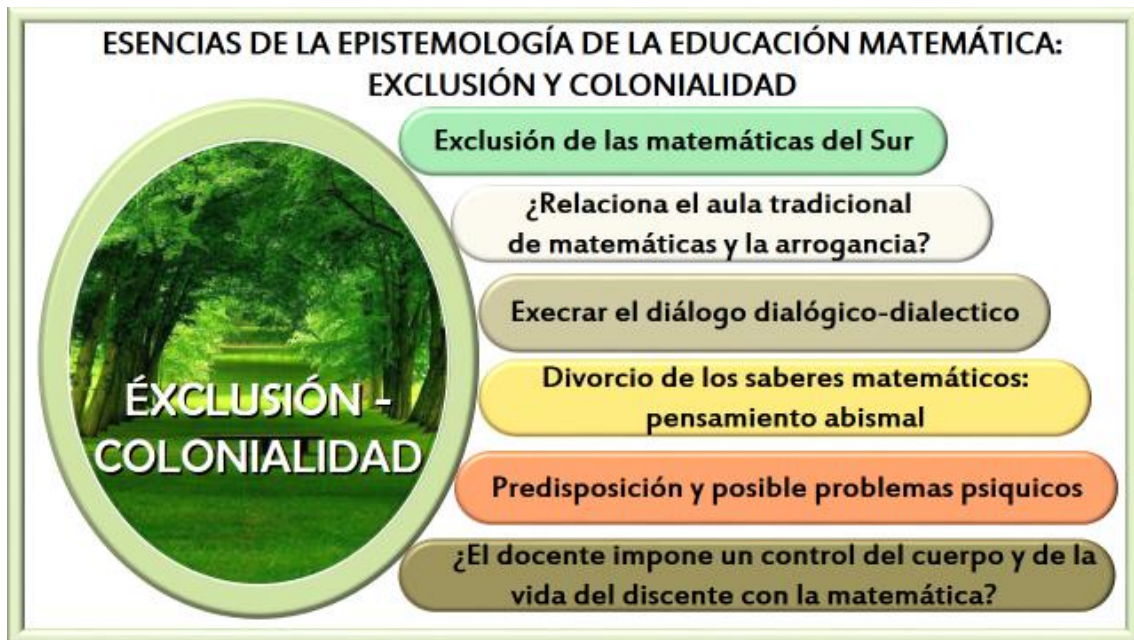 ESENCIAS DE LA EPISTEMOLOGÍA DE LA EDUCACIÓN MATEMÁTICA:
EXCLUSIÓN Y COLONIALIDAD
Exclusión de las matemáticas del Sur
¿Relaciona el aula tradicional
de matemáticas y la arrogancia?
Execrar el diálogo dialógico-dialectico
Divorcio de los saberes matemáticos:
pensamiento abismal
Predisposición y posible problemas psiquicos
¿El docente impone un control del cuerpo y de la
vida del discente con la matemática?
ÉXCLUSIÓN -
COLONIALIDAD